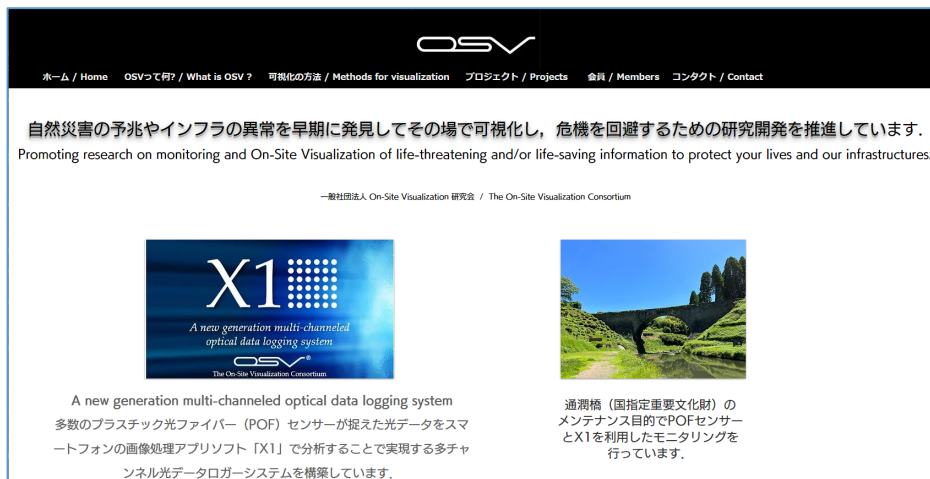 OSV
ホーム / Home OSVって何? / What is OSV ? 可視化の方法 / Methods for visualization プロジェクト / Projects 会員 / Members コンタクト / Contact
自然災害の予兆やインフラの異常を早期に発見してその場で可視化し，危機を回避するための研究開発を推進しています．
Promoting research on monitoring and On-Site Visualization of life-threatening and/or life-saving information to protect your lives and our infrastructures.
一般社団法人 On-Site Visualization 研究会 / The On-Site Visualization Consortium
X1
A new generation multi-channeled
optical data logging system
OSV®
The On-Site Visualization Consortium
A new generation multi-channeled optical data logging system
多数のプラスチック光ファイバー（POF）センサーが捉えた光データをスマ
ートフォンの画像処理アプリソフト「X1」で分析することで実現する多チャ
ンネル光データロガーシステムを構築しています．
通潤橋（国指定重要文化財）の
メンテナンス目的でPOFセンサー
とX1を利用したモニタリングを
行っています．